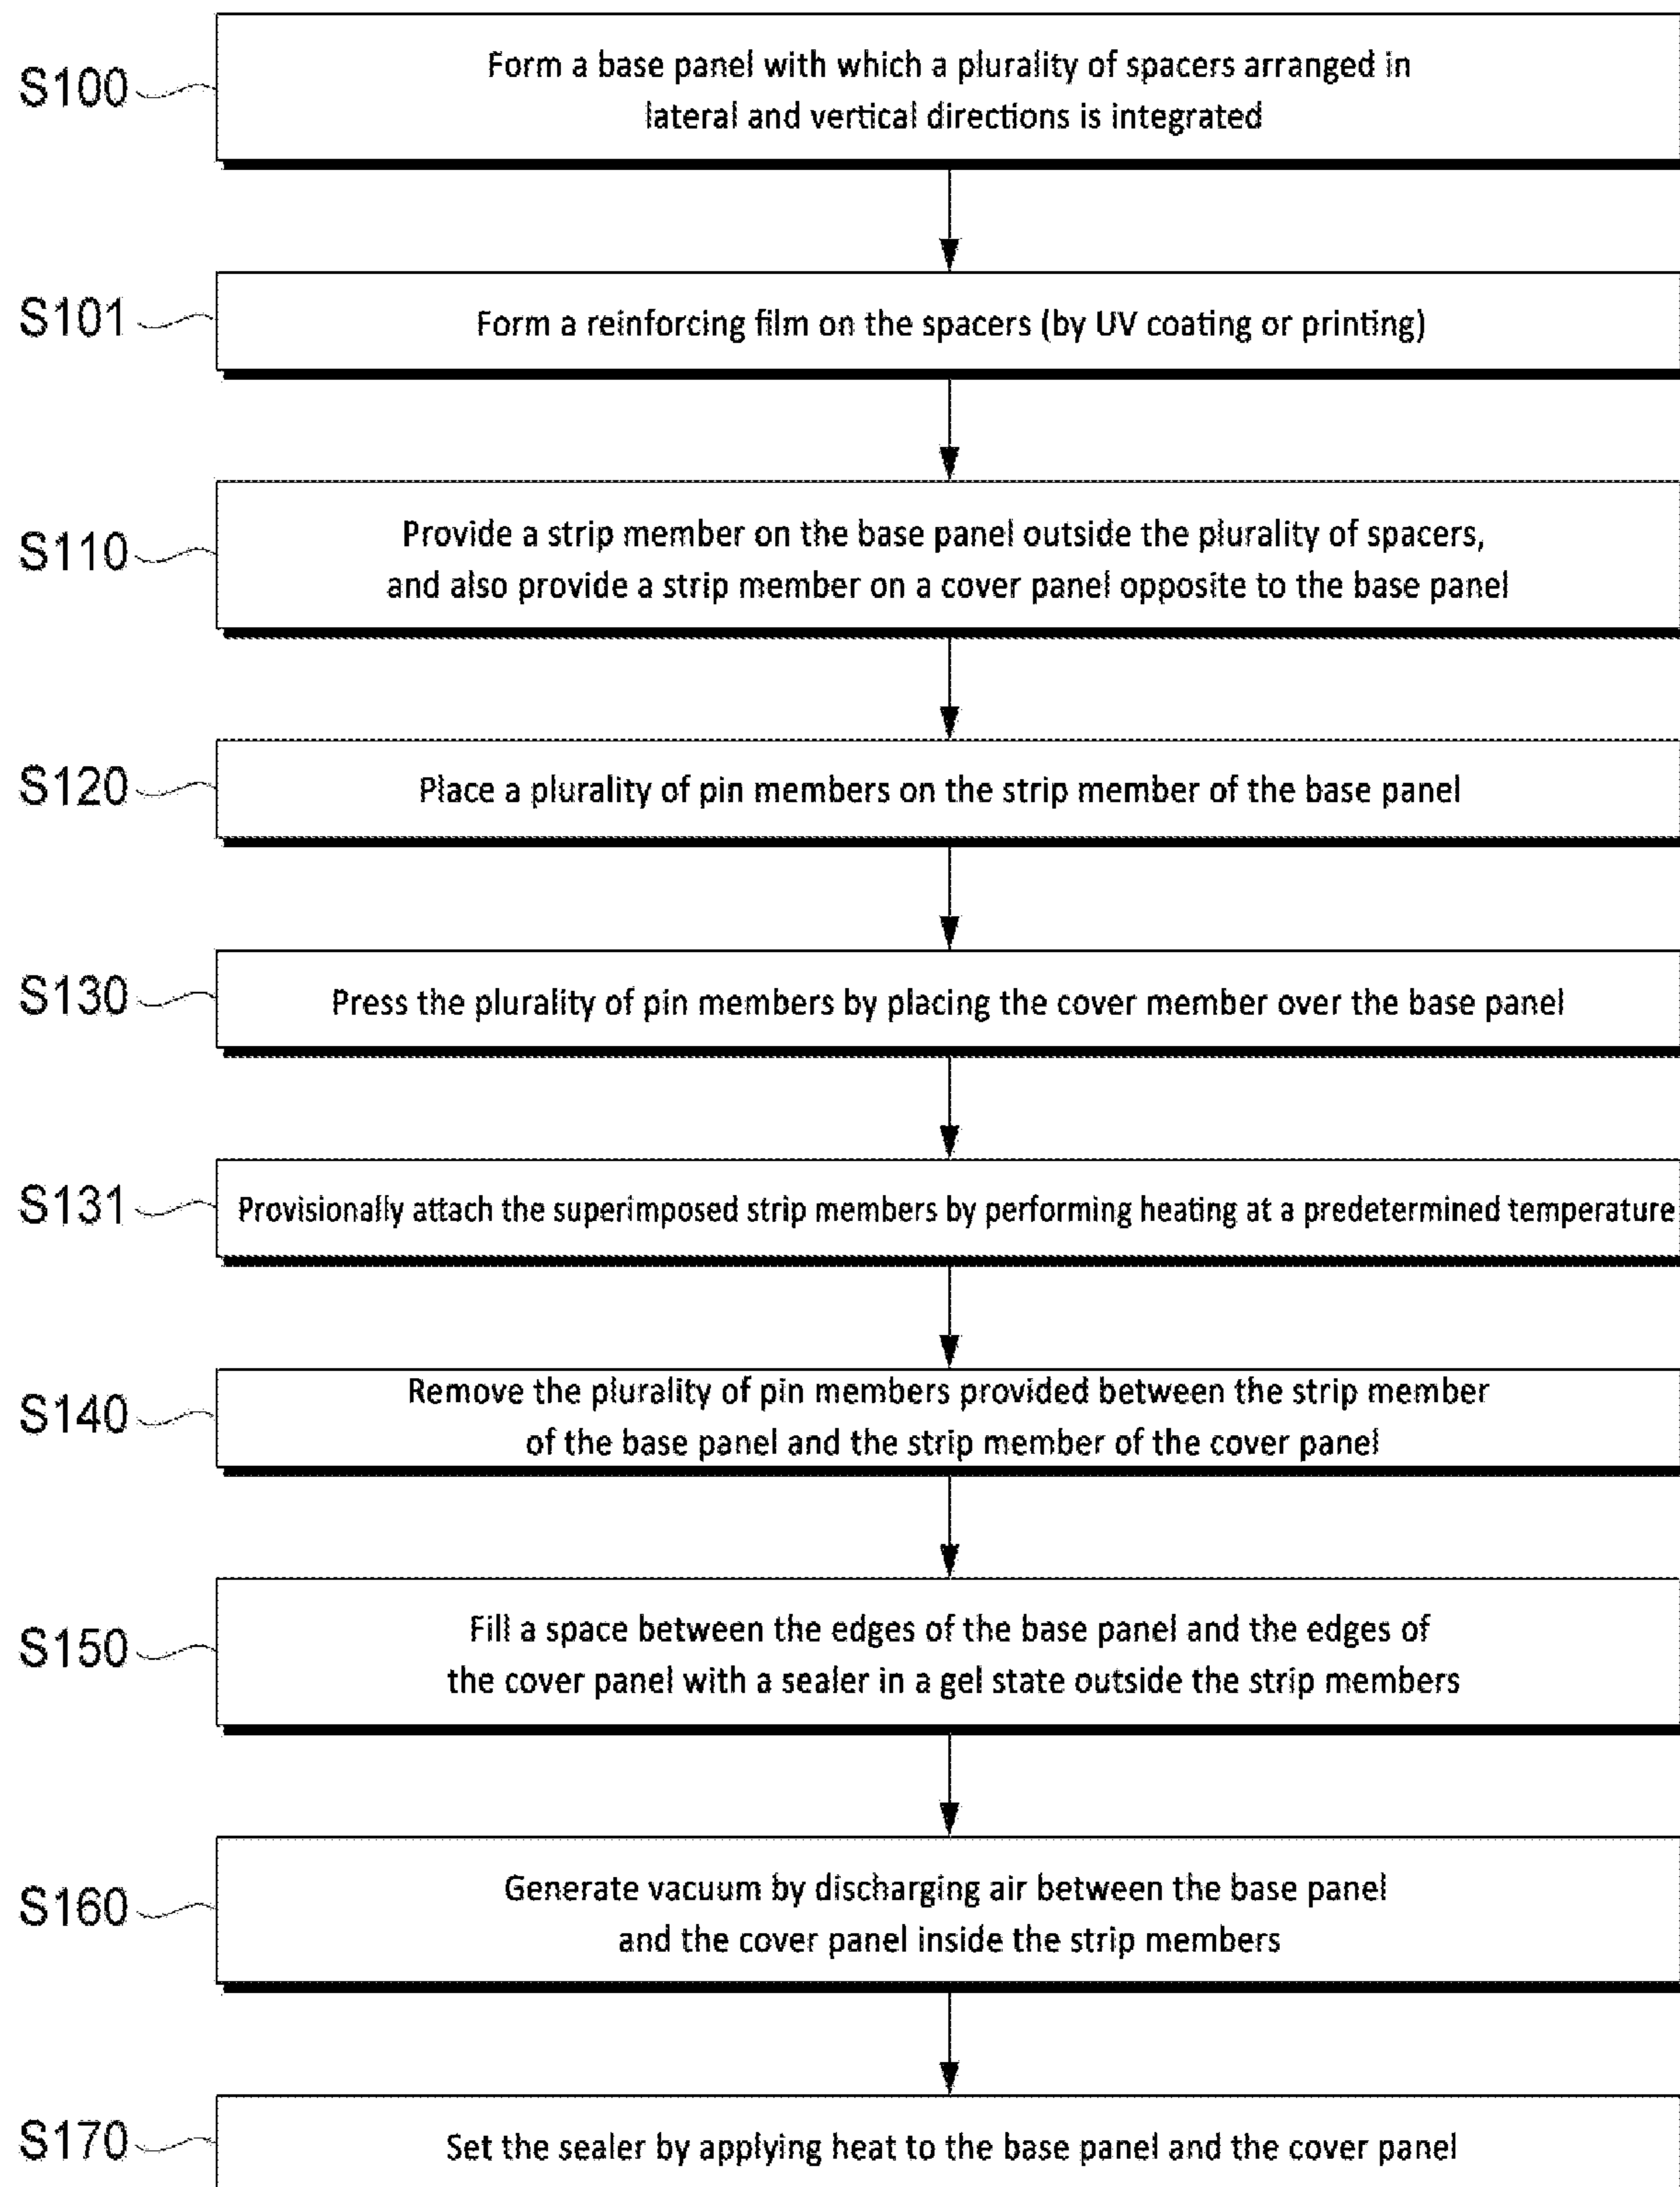 S100
Form a base panel with which a plurality of spacers arranged in
lateral and vertical directions is integrated
S101
Form a reinforcing film on the spacers (by UV coating or printing)
S110
Provide a strip member on the base panel outside the plurality of spacers,
and also provide a strip member on a cover panel opposite to the base panel
S120
Place a plurality of pin members on the strip member of the base panel
S130
Press the plurality of pin members by placing the cover member over the base panel
S131
Provisionally attach the superimposed strip members by performing heating at a predetermined temperature
S140
Remove the plurality of pin members provided between the strip member
of the base panel and the strip member of the cover panel
S150
Fill a space between the edges of the base panel and the edges of
the cover panel with a sealer in a gel state outside the strip members
S160
Generate vacuum by discharging air between the base panel
and the cover panel inside the strip members
S170
Set the sealer by applying heat to the base panel and the cover panel